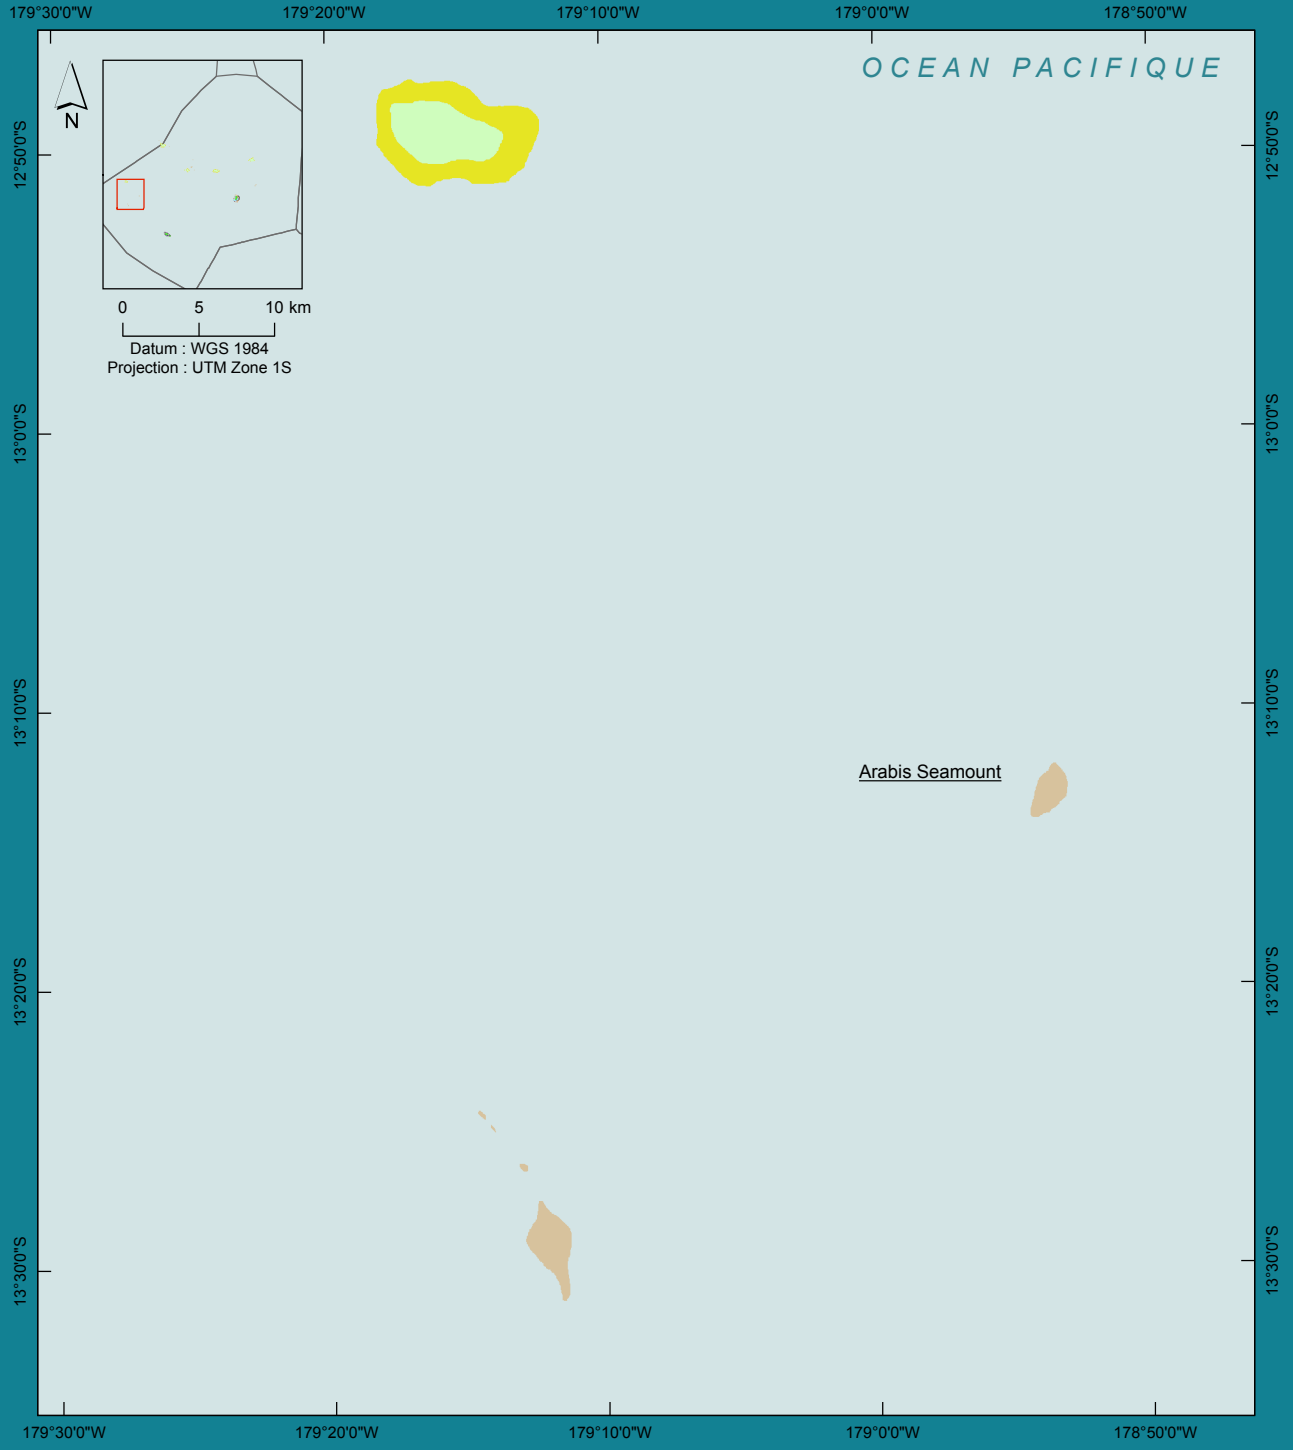 179°30'0"W 179°20'0"W 179°10'0"W 179°0'0"W 178°50'0"W
OCEAN PACIFIQUE
N
0 5 10 km
Datum : WGS 1984
Projection : UTM Zone 1S
12°50'0"S
12°50'0"S
13°0'0"S
13°0'0"S
13°10'0"S
13°10'0"S
Arabis Seamount
13°20'0"S
13°20'0"S
13°30'0"S
13°30'0"S
179°30'0"W 179°20'0"W 179°10'0"W 179°0'0"W 178°50'0"W